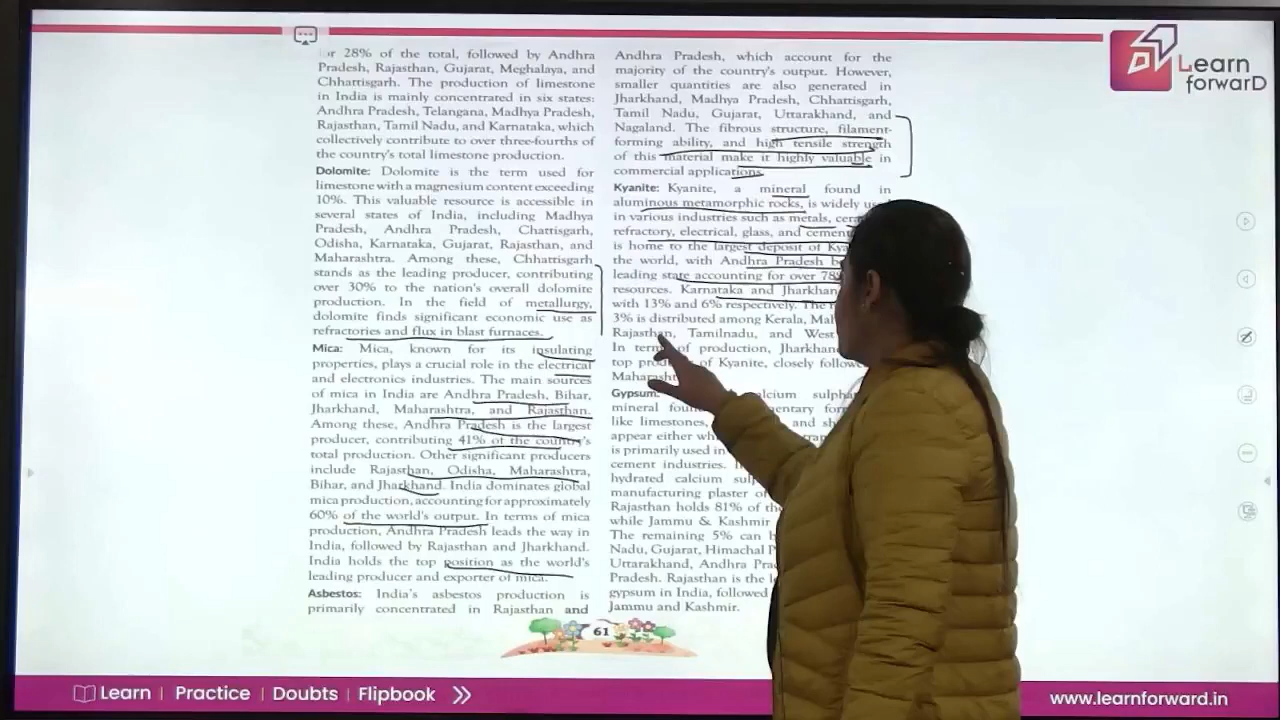 Learn
forwarD
or 28% of the total, followed by Andhra
Pradesh, Rajasthan, Gujarat, Meghalaya, and
Chhattisgarh. The production of limestone
in India is mainly concentrated in six states:
Andhra Pradesh, Telangana, Madhya Pradesh,
Rajasthan, Tamil Nadu, and Karnataka, which
collectively contribute to over three-fourths of
the country's total limestone production.
Dolomite: Dolomite is the term used for
limestone with a magnesium content exceeding
10%. This valuable resource is accessible in
several states of India, including Madhya
Pradesh, Andhra Pradesh, Chattisgarh,
Odisha, Karnataka, Gujarat, Rajasthan, and
Maharashtra. Among these, Chhattisgarh
stands as the leading producer, contributing
over 30% to the nation's overall dolomite
production. In the field of metallurgy,
dolomite finds significant economic use as
refractories and flux in blast furnaces.
Mica: Mica, known for its insulating
properties, plays a crucial role in the electrical
and electronics industries. The main sources
of mica in India are Andhra Pradesh, Bihar,
Jharkhand, Maharashtra, and Rajasthan.
Among these, Andhra Pradesh is the largest
producer, contributing 41% of the country's
total production. Other significant producers
include Rajasthan, Odisha, Maharashtra,
Bihar, and Jharkhand. India dominates global
mica production, accounting for approximately
60% of the world's output. In terms of mica
production, Andhra Pradesh leads the way in
India, followed by Rajasthan and Jharkhand.
India holds the top position as the world's
leading producer and exporter of mica.
Asbestos: India's asbestos production is
primarily concentrated in Rajasthan and
Andhra Pradesh, which account for the
majority of the country's output. However,
smaller quantities are also generated in
Jharkhand, Madhya Pradesh, Chhattisgarh,
Tamil Nadu, Gujarat, Uttarakhand, and
Nagaland. The fibrous structure, filament-
forming ability, and high tensile strength
of this material make it highly valuable in
commercial applications.
Kyanite: Kyanite, a mineral found in
aluminous metamorphic rocks, is widely
in various industries such as metals,
refractory, electrical, glass, and cement
is home to the largest deposit of
the world, with Andhra Pradesh
leading state accounting for over 78
resources. Karnataka and
with 13% and 6% respectively. The
3% is distributed among Kerala,
Rajasthan, Tamilnadu, and West
In of production,
top of Kyanite, closely

Gypsum:
mineral
like limestones, and
appear either
is primarily used in
cement industries.
hydrated calcium
manufacturing plaster of
Rajasthan holds 81% of
while Jammu & Kashmir
The remaining 5% can
Nadu, Gujarat, Himachal
Uttarakhand, Andhra
Pradesh. Rajasthan is the
gypsum in India, followed
Jammu and Kashmir.
61
Learn | Practice | Doubts | Flipbook
www.learnforward.in